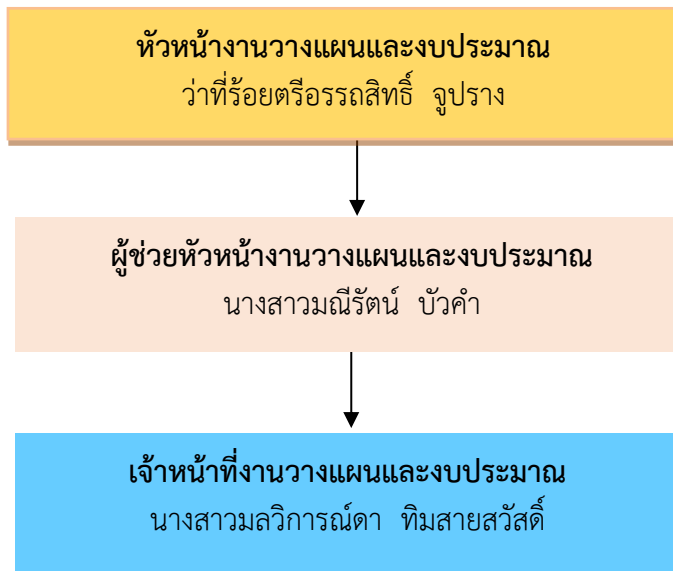 หัวหน้างานวางแผนและงบประมาณ
ว่าที่ร้อยตรีอรรถสิทธิ์ จูปราง
ผู้ช่วยหัวหน้างานวางแผนและงบประมาณ
นางสาวมณีรัตน์ บัวคำ
เจ้าหน้าที่งานวางแผนและงบประมาณ
นางสาวมลวิการณ์ดา ทิมสายสวัสดิ์